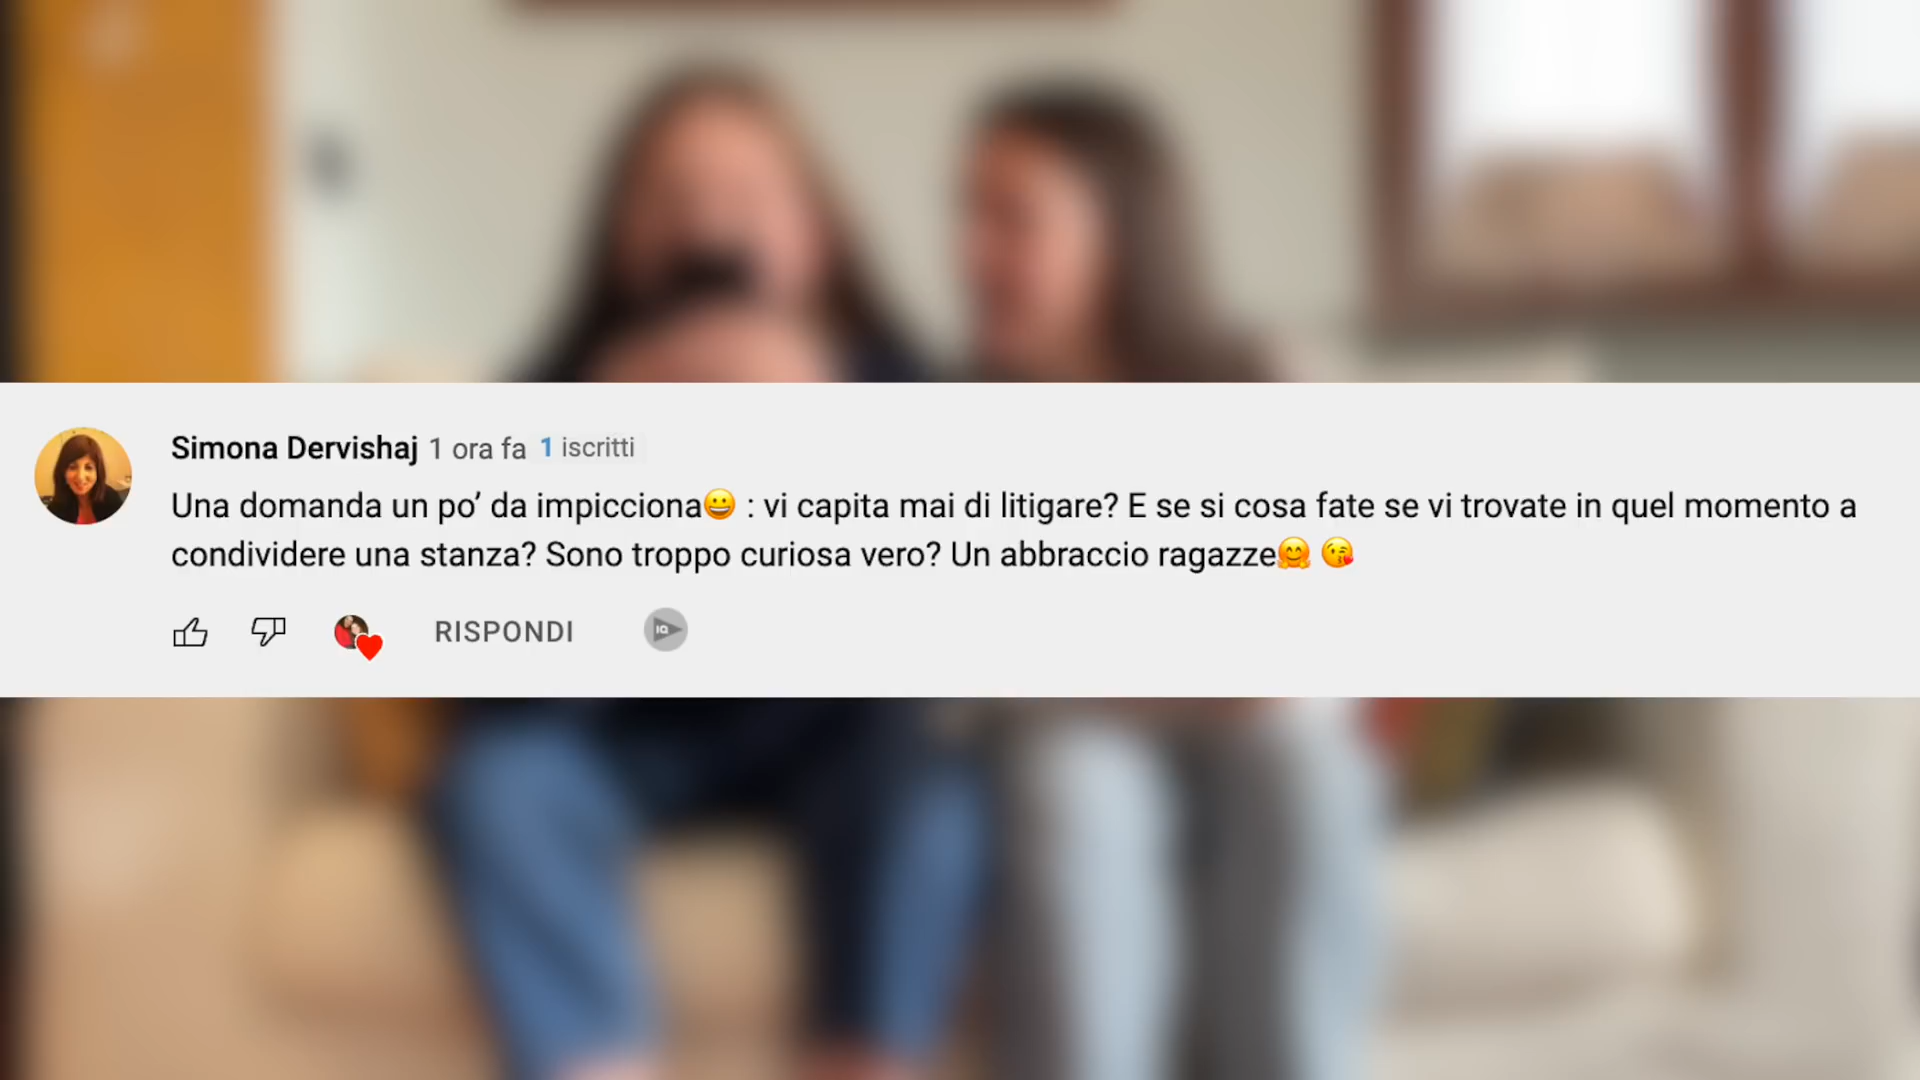 Simona Dervishaj 1 ora fa 1 iscritti
Una domanda un po’ da impicciona😀 : vi capita mai di litigare? E se si cosa fate se vi trovate in quel momento a
condividere una stanza? Sono troppo curiosa vero? Un abbraccio ragazze🤗 😘
RISPONDI IQ